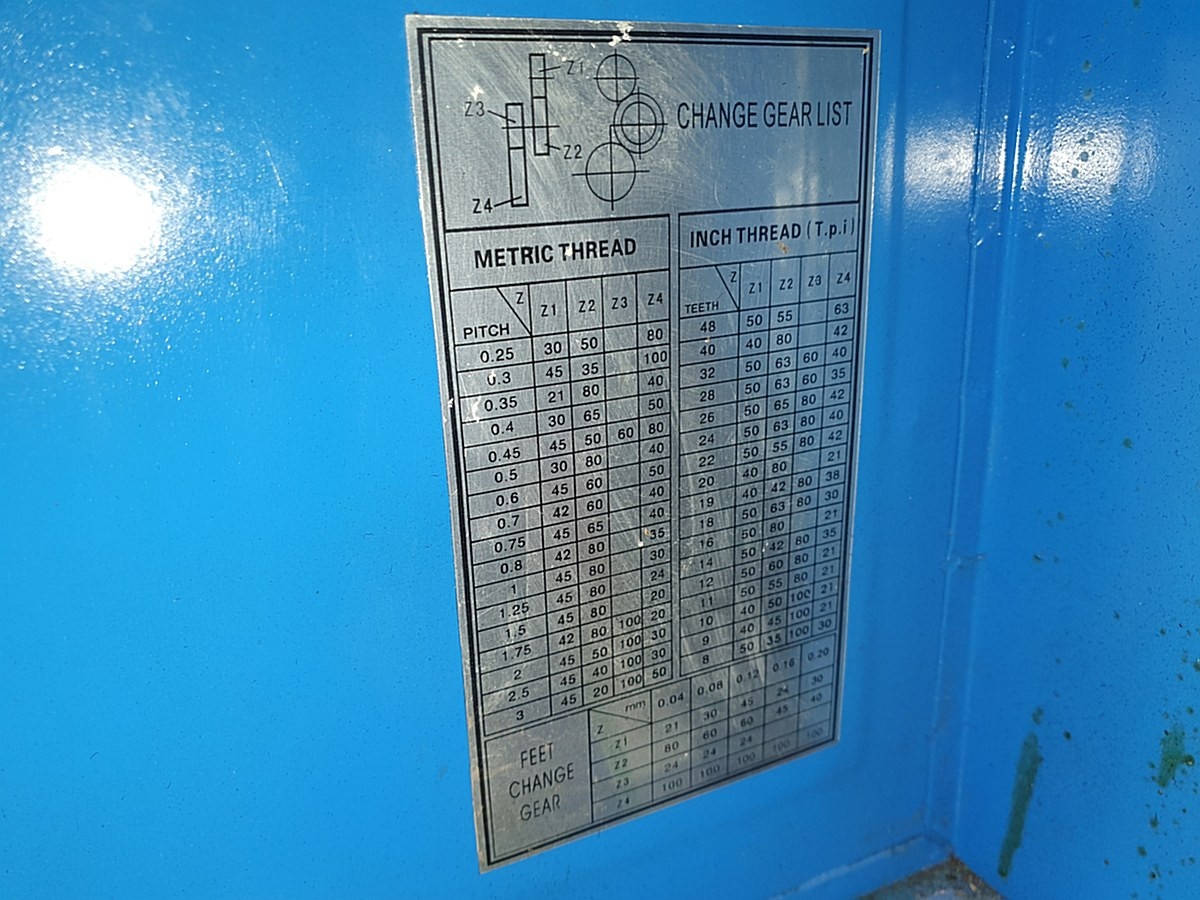 Z1
Z3
Z2
Z4
CHANGE GEAR LIST
METRIC THREAD
PITCH Z Z1 Z2 Z3 Z4
0.25 30 50 80
0.3 45 35 100
0.35 21 80 40
0.4 30 65 50
0.45 45 50 60 80
0.5 30 80 40
0.6 45 60 50
0.7 42 60 40
0.75 45 65 40
0.8 42 80 35
1 45 80 30
1.25 45 80 24
1.5 45 80 20
1.75 42 80 100 20
2 45 50 100 30
2.5 45 40 100 30
3 45 20 100 50
INCH THREAD (T.p.i)
TEETH Z Z1 Z2 Z3 Z4
48 50 55 63
40 40 80 42
32 50 63 60 40
28 50 63 60 35
26 50 65 80 42
24 50 63 80 40
22 50 55 80 42
20 40 80 21
19 40 42 80 38
18 50 63 80 30
16 50 80 21
14 50 42 80 35
12 50 60 80 21
11 50 55 80 21
10 40 50 100 21
9 40 45 100 21
8 50 35 100 30
FEET
CHANGE
GEAR
Z mm 0.04 0.08 0.12 0.16 0.20
Z1 21 30 45 24 30
Z2 80 60 60 45 40
Z3 24 24 24
Z4 100 100 100 100 100